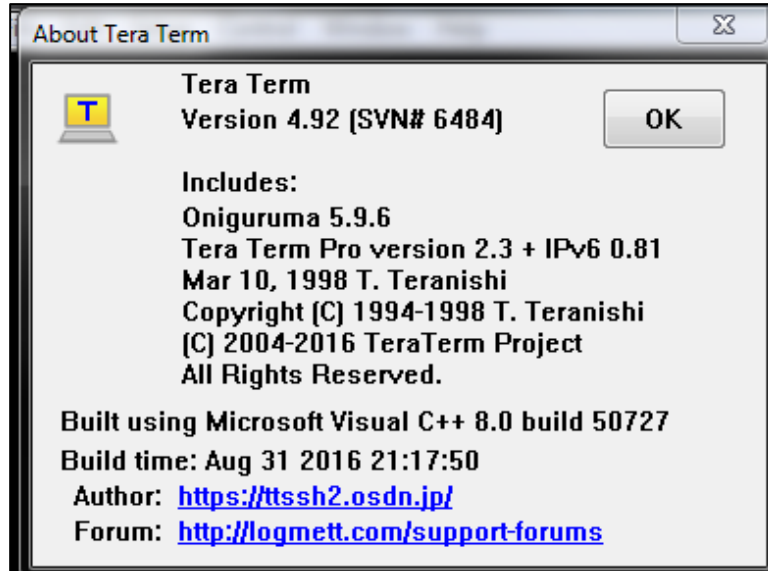 About Tera Term
T
Tera Term
Version 4.92 (SVN# 6484)
OK
Includes:
Oniguruma 5.9.6
Tera Term Pro version 2.3 + IPv6 0.81
Mar 10, 1998 T. Teranishi
Copyright (C) 1994-1998 T. Teranishi
(C) 2004-2016 TeraTerm Project
All Rights Reserved.
Built using Microsoft Visual C++ 8.0 build 50727
Build time: Aug 31 2016 21:17:50
Author: https://ttssh2.osdn.jp/
Forum: http://logmett.com/support-forums